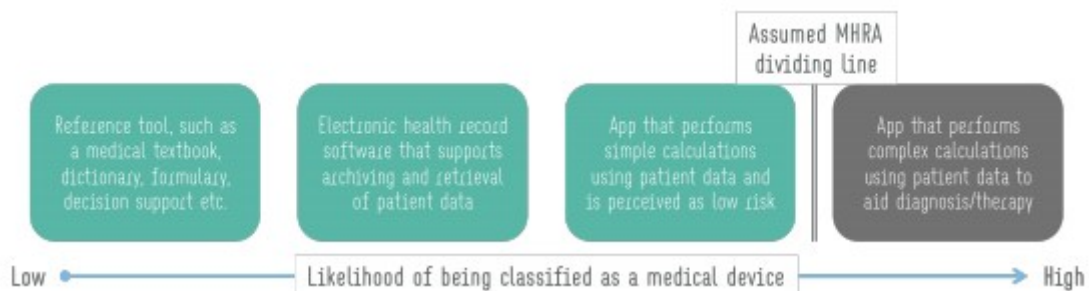 Assumed MHRA
dividing line
Reference tool, such as
a medical textbook,
dictionary, formulary,
decision support etc.
Electronic health record
software that supports
archiving and retrieval
of patient data
App that performs
simple calculations
using patient data and
is perceived as low risk
App that performs
complex calculations
using patient data to
aid diagnosis/therapy
Low
Likelihood of being classified as a medical device
High